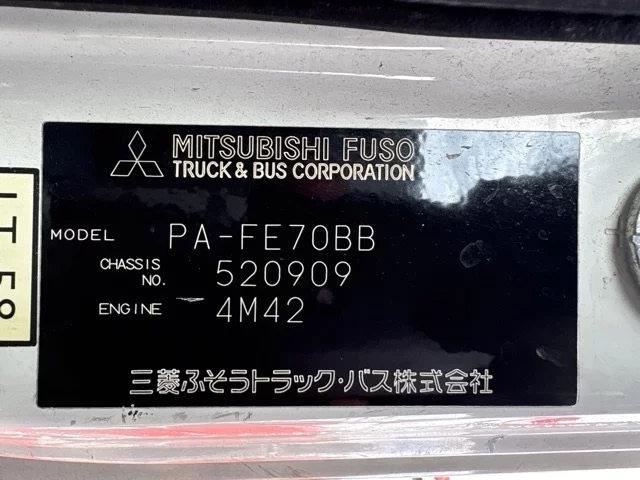 MITSUBISHI FUSO
TRUCK & BUS CORPORATION
MODEL PA-FE70BB
CHASSIS NO. 520909
ENGINE 4M42
三菱ふそうトラック・バス株式会社